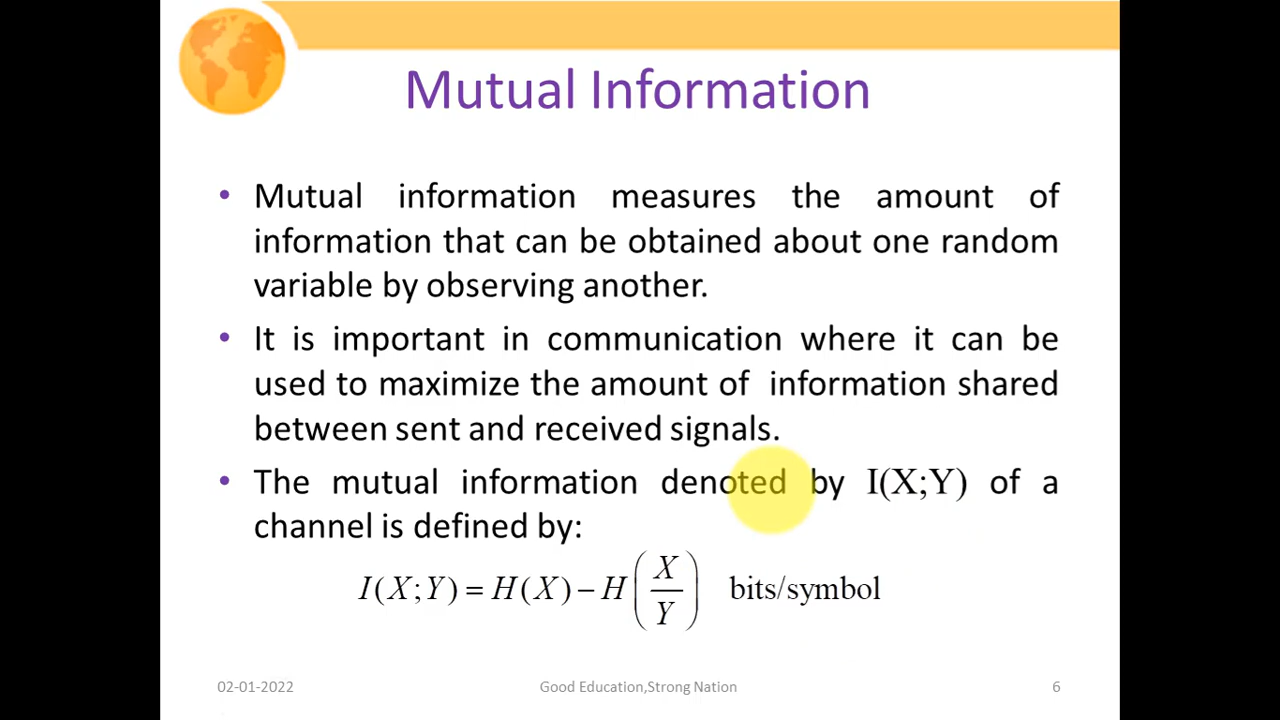 Mutual Information
• Mutual information measures the amount of
information that can be obtained about one random
variable by observing another.
• It is important in communication where it can be
used to maximize the amount of information shared
between sent and received signals.
• The mutual information denoted by I(X;Y) of a
channel is defined by:
I(X;Y) = H(X) − H(X/Y) bits/symbol
02-01-2022 Good Education,Strong Nation 6